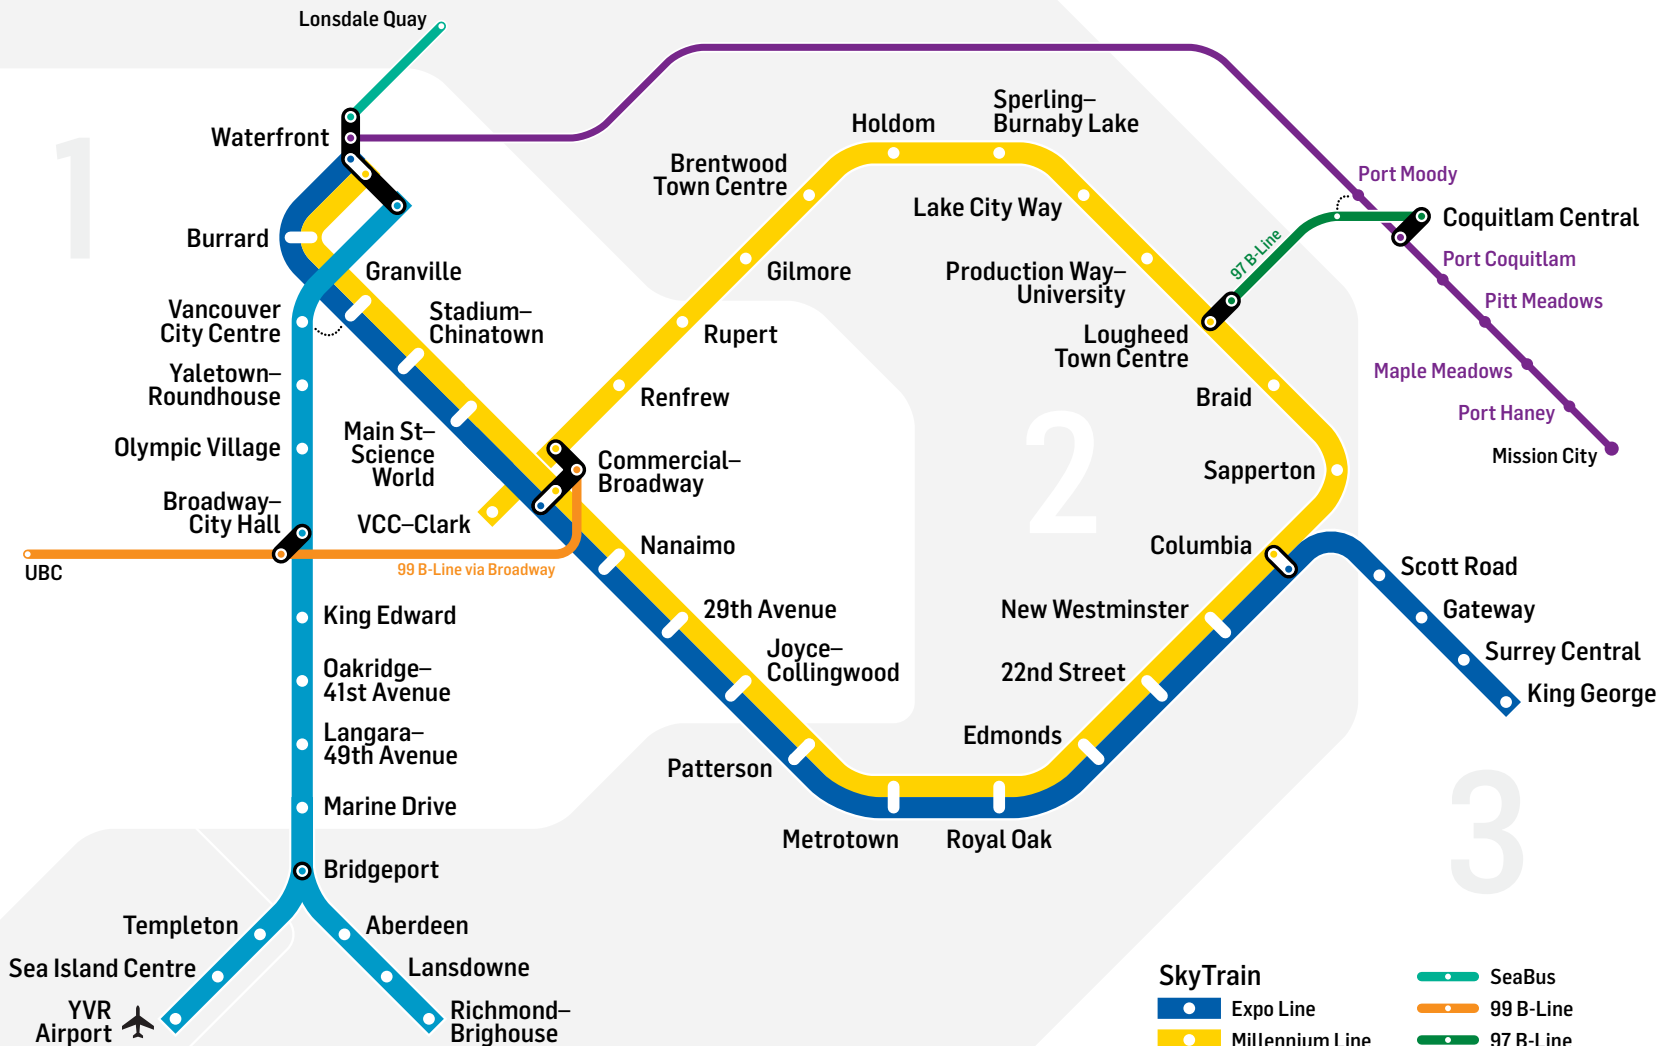 Lonsdale Quay
1
Waterfront
Burrard
Granville
Vancouver
City Centre
Stadium–
Chinatown
Yaletown–
Roundhouse
Main St–
Science
World
Olympic Village
Broadway–
City Hall
VCC–Clark
Commercial–
Broadway
UBC
99 B-Line via Broadway
Brentwood
Town Centre
Holdom
Sperling–
Burnaby Lake
Lake City Way
Gilmore
Production Way–
University
Rupert
Lougheed
Town Centre
Renfrew
Braid
97 B-Line
Port Moody
Coquitlam Central
Port Coquitlam
Pitt Meadows
Maple Meadows
Port Haney
Mission City
2
Sapperton
Columbia
Scott Road
Gateway
Surrey Central
King George
New Westminster
22nd Street
Edmonds
Nanaimo
29th Avenue
Joyce–
Collingwood
Patterson
Metrotown
Royal Oak
King Edward
Oakridge–
41st Avenue
Langara–
49th Avenue
Marine Drive
Bridgeport
Templeton
Aberdeen
Sea Island Centre
Lansdowne
YVR
Airport
Richmond–
Brighouse
3
SkyTrain
Expo Line
Millennium Line
SeaBus
99 B-Line
97 B-Line